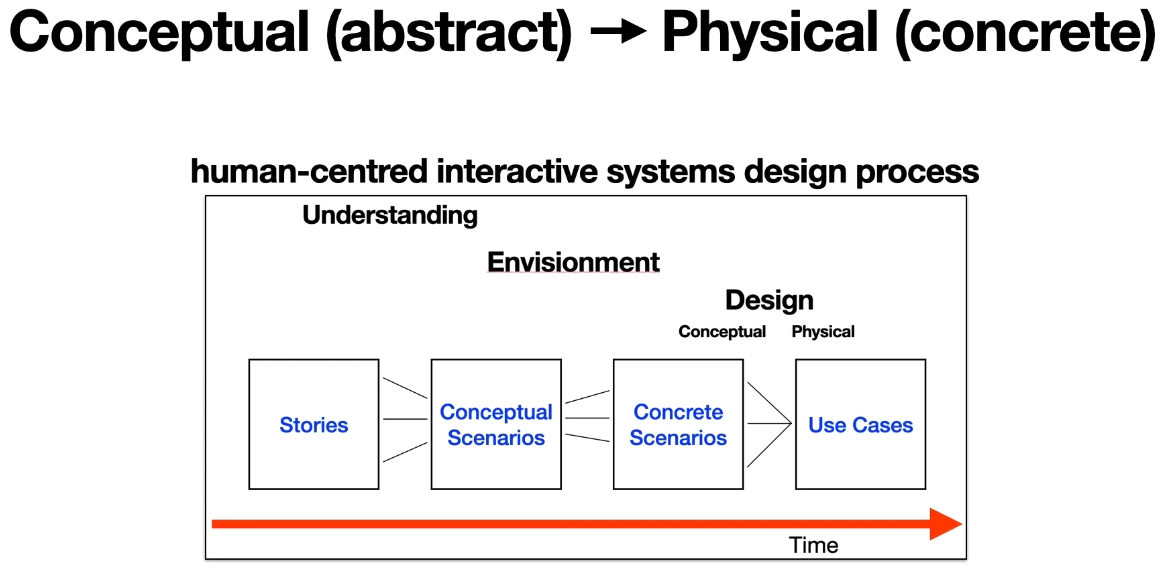 Conceptual (abstract) → Physical (concrete)
human-centred interactive systems design process
Understanding
Envisionment
Design
Conceptual Physical
Stories
Conceptual
Scenarios
Concrete
Scenarios
Use Cases
Time